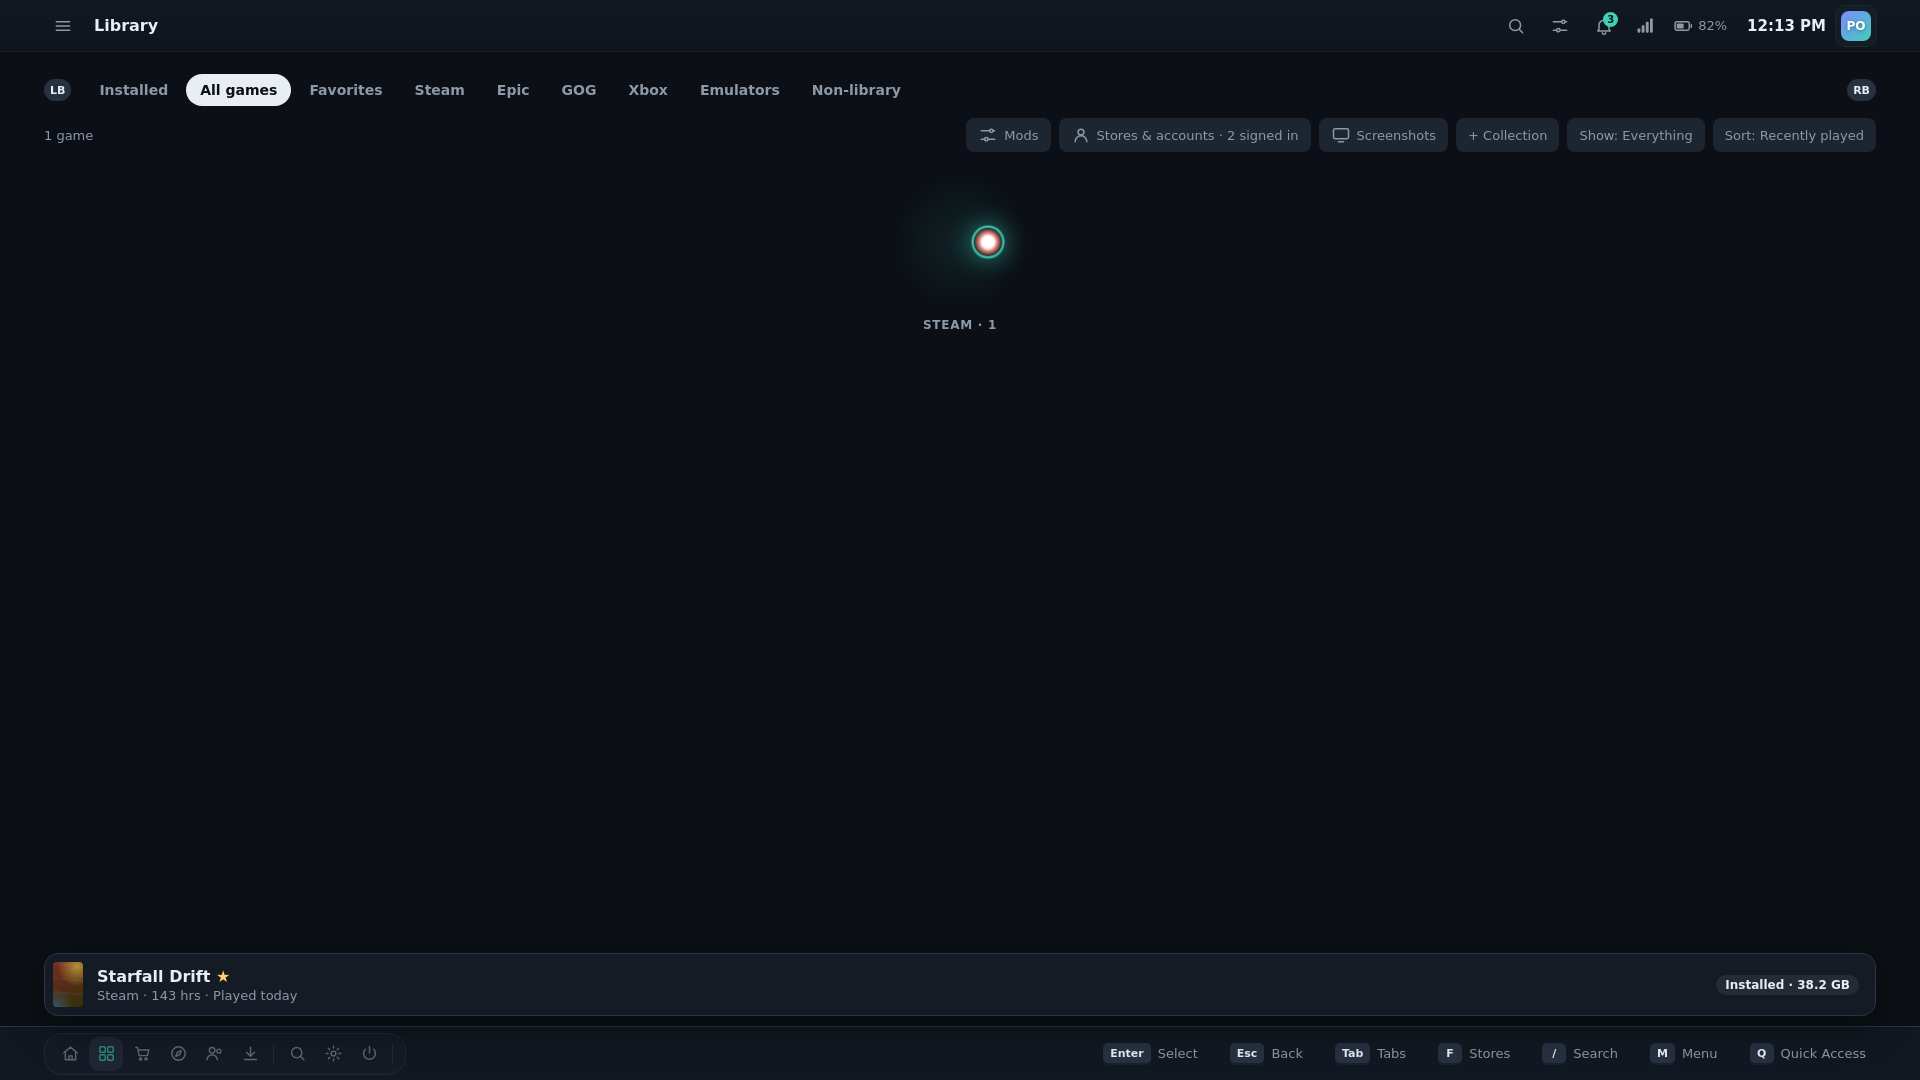 Library
3
82%
12:13 PM
PO
LB
Installed
All games
Favorites
Steam
Epic
GOG
Xbox
Emulators
Non-library
RB
1 game
Mods
Stores & accounts · 2 signed in
Screenshots
+ Collection
Show: Everything
Sort: Recently played
STEAM · 1
Starfall Drift ★
Steam · 143 hrs · Played today
Installed · 38.2 GB
Enter Select
Esc Back
Tab Tabs
F Stores
/ Search
M Menu
Q Quick Access